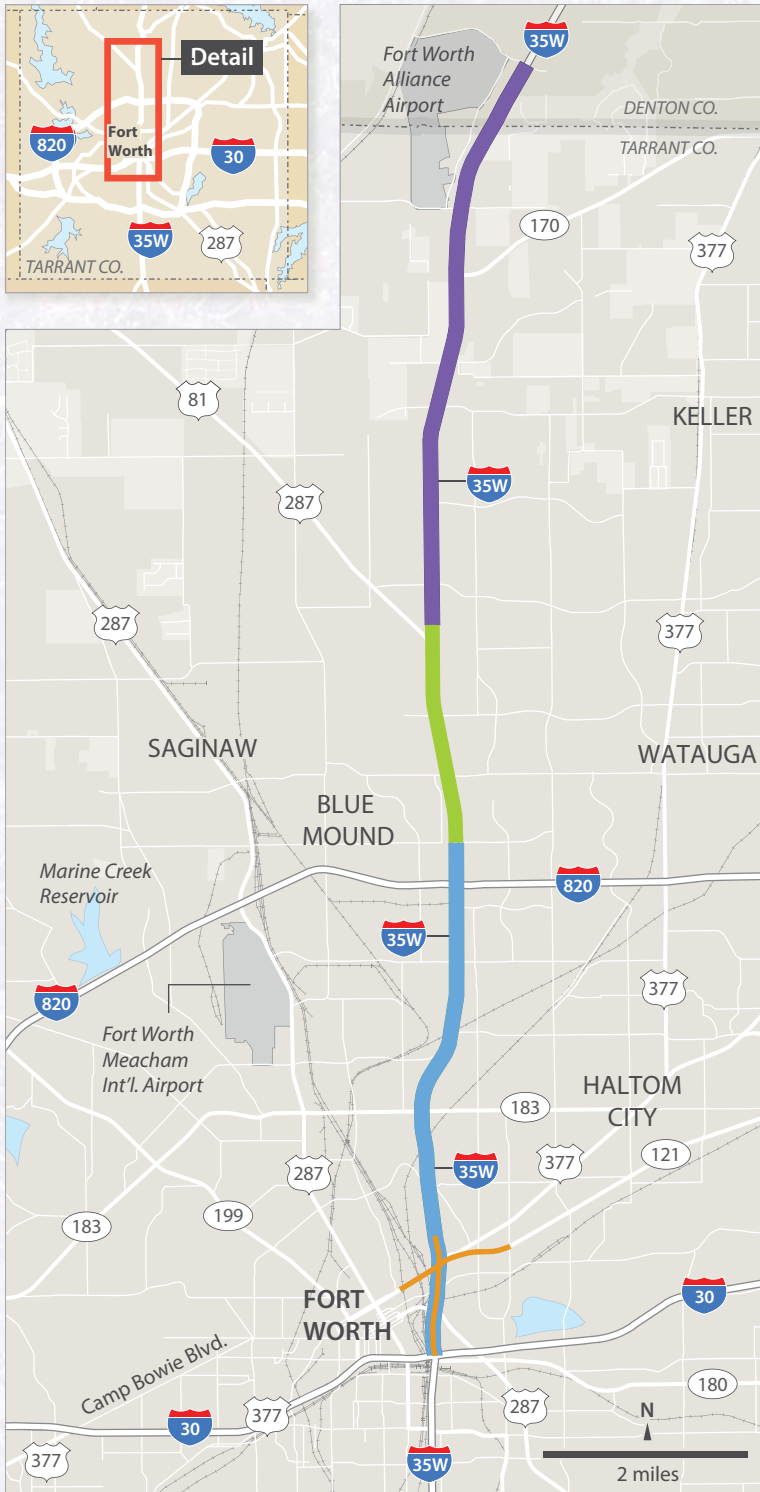 Detail
820
Fort
Worth
30
35W
287
TARRANT CO.
35W
Fort Worth
Alliance
Airport
DENTON CO.
TARRANT CO.
170
377
81
KELLER
35W
287
287
377
SAGINAW
WATAUGA
BLUE
MOUND
Marine Creek
Reservoir
820
35W
377
820
Fort Worth
Meacham
Int'l. Airport
HALTOM
CITY
183
377
121
287
35W
199
183
30
FORT
WORTH
Camp Bowie Blvd.
180
377
287
30
N
377
35W
2 miles